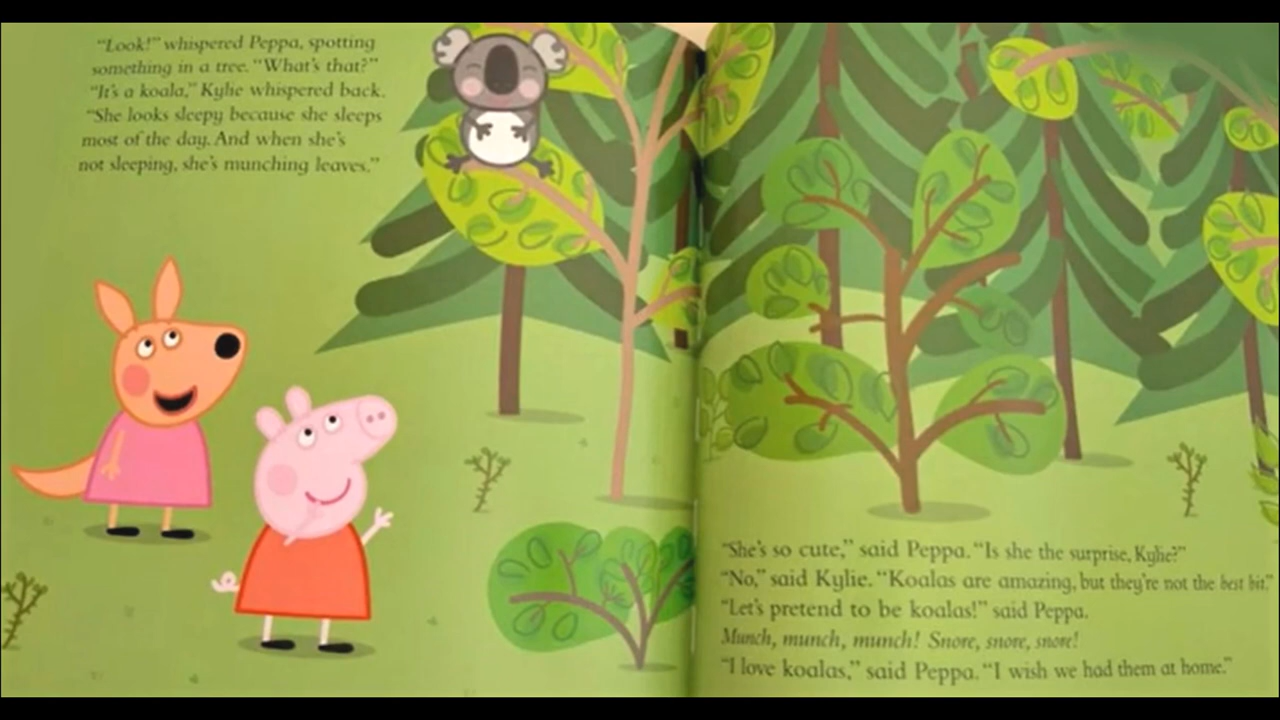 “Look!” whispered Peppa, spotting
something in a tree. “What’s that?”
“It’s a koala,” Kylie whispered back.
“She looks sleepy because she sleeps
most of the day. And when she’s
not sleeping, she’s munching leaves.”
“She’s so cute,” said Peppa. “Is she the surprise, Kylie?”
“No,” said Kylie. “Koalas are amazing, but they’re not the best bit.”
“Let’s pretend to be koalas!” said Peppa.
Munch, munch, munch! Snore, snore, snore!
“I love koalas,” said Peppa. “I wish we had them at home.”